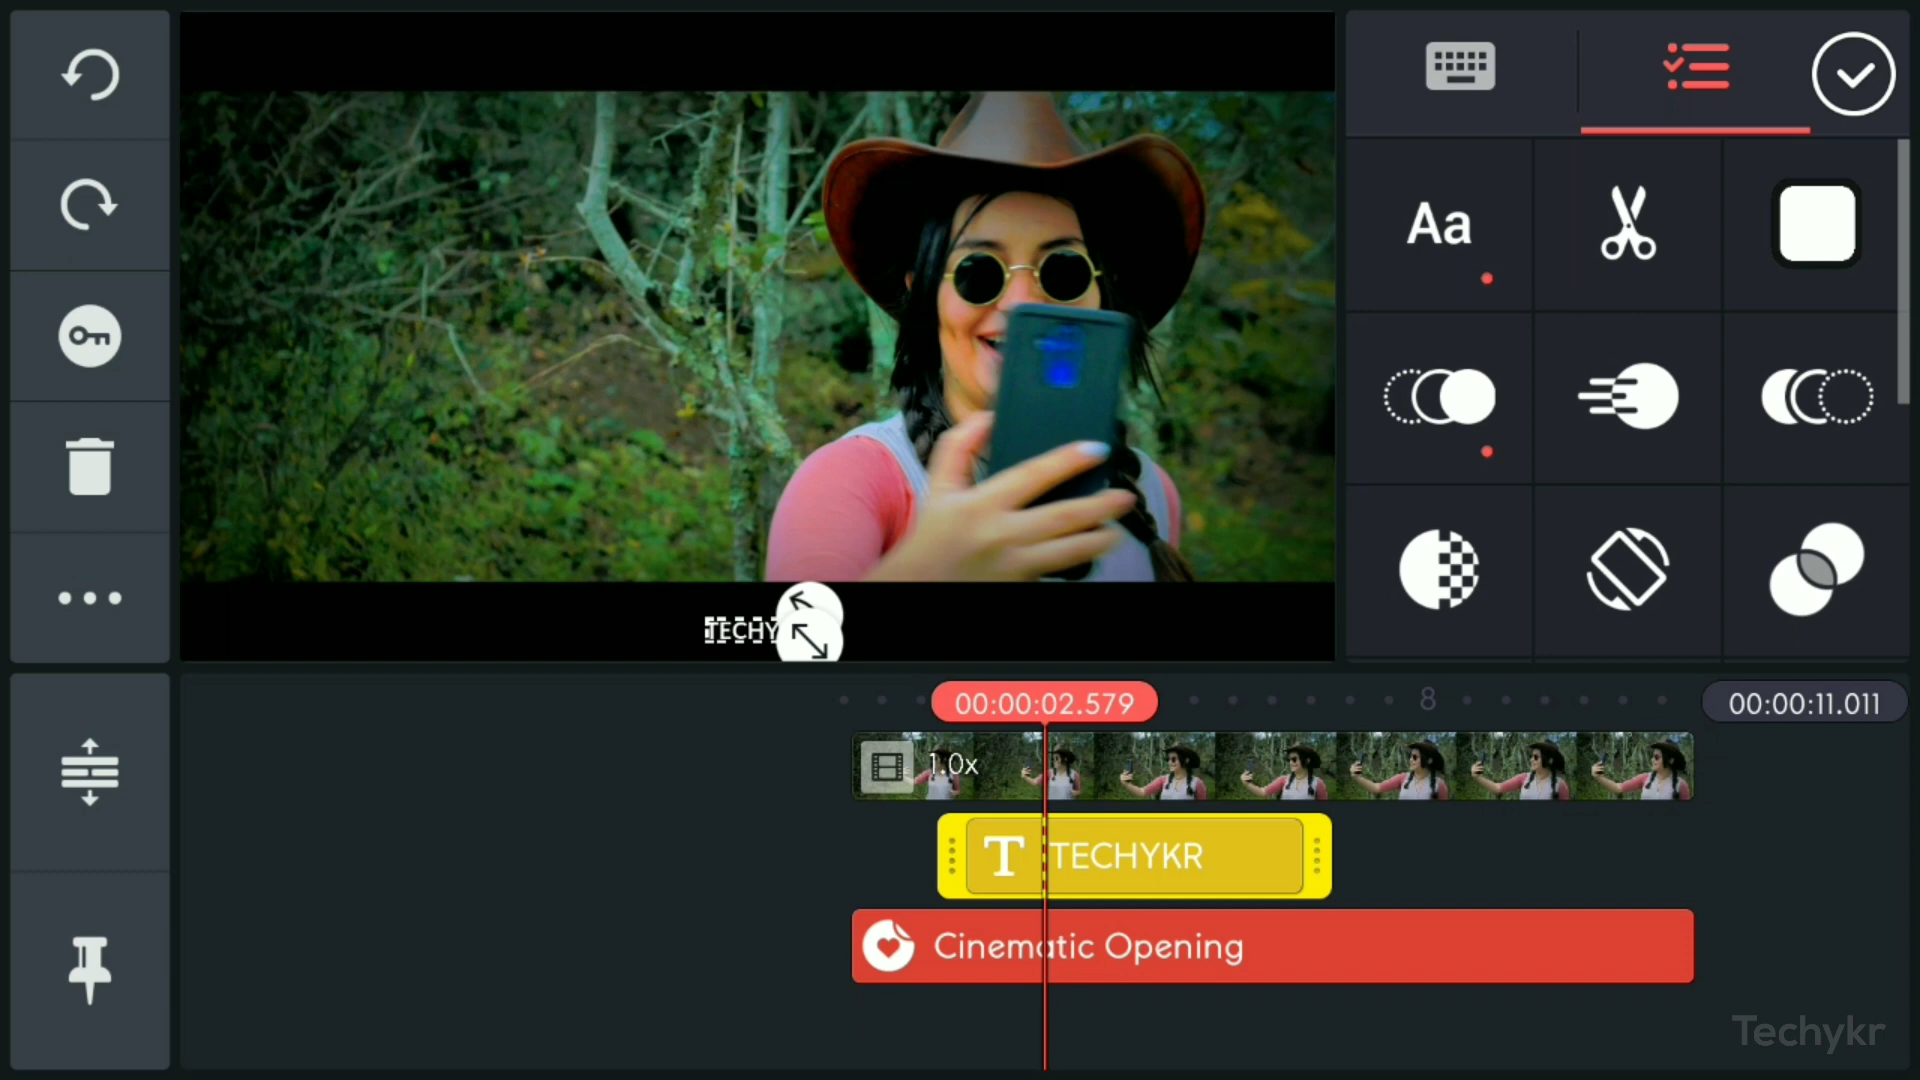 Aa
TECHY
00:00:02.579
8
00:00:11.011
1.0x
T TECHYKR
Cinematic Opening
Techykr